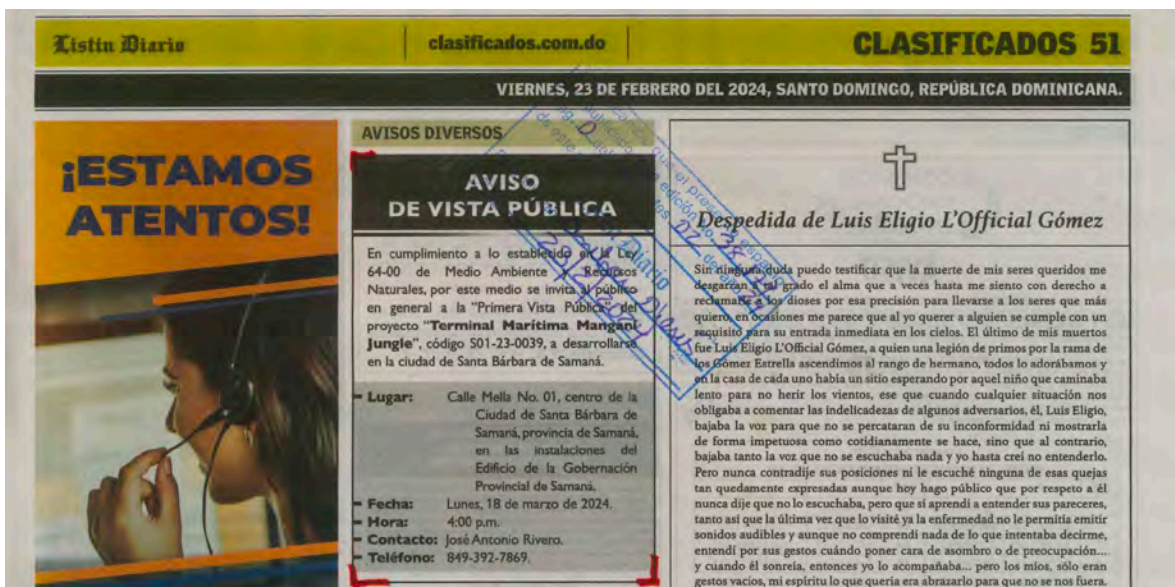 Listin Diario
clasificados.com.do
CLASIFICADOS 51
VIERNES, 23 DE FEBRERO DEL 2024, SANTO DOMINGO, REPÚBLICA DOMINICANA.
¡ESTAMOS
ATENTOS!
AVISOS DIVERSOS
AVISO
DE VISTA PÚBLICA
En cumplimiento a lo establecido en la Ley
64-00 de Medio Ambiente y Recursos
Naturales, por este medio se invita al público
en general a la "Primera Vista Pública" del
proyecto "Terminal Marítima Mangani
Jungle", código S01-23-0039, a desarrollarse
en la ciudad de Santa Bárbara de Samaná.
- Lugar: Calle Mella No. 01, centro de la
Ciudad de Santa Bárbara de
Samaná, provincia de Samaná,
en las instalaciones del
Edificio de la Gobernación
Provincial de Samaná.
- Fecha: Lunes, 18 de marzo de 2024.
- Hora: 4:00 p.m.
- Contacto: José Antonio Rivero.
- Teléfono: 849-392-7869.
Despedida de Luis Eligio L'Official Gómez
Sin ninguna duda puedo testificar que la muerte de mis seres queridos me
desgarran a tal grado el alma que a veces hasta me siento con derecho a
reclamarle a los dioses por esa precisión para llevarse a los seres que más
quiero, en ocasiones me parece que al yo querer a alguien se cumple con un
requisito para su entrada inmediata en los cielos. El último de mis muertos
fue Luis Eligio L'Official Gómez, a quien una legión de primos por la rama de
los Gómez Estrella ascendimos al rango de hermano, todos lo adorábamos y
en la casa de cada uno había un sitio esperando por aquel niño que caminaba
lento para no herir los vientos, ese que cuando cualquier situación nos
obligaba a comentar las indelicadezas de algunos adversarios, él, Luis Eligio,
bajaba la voz para que no se percataran de su inconformidad ni mostrarla
de forma impetuosa como cotidianamente se hace, sino que al contrario,
bajaba tanto la voz que no se escuchaba nada y yo hasta creí no entenderlo.
Pero nunca contradije sus posiciones ni le escuché ninguna de esas quejas
tan quedamente expresadas aunque hoy hago público que por respeto a él
nunca dije que no lo escuchaba, pero que sí aprendí a entender sus pareceres,
tanto así que la última vez que lo visité ya la enfermedad no le permitía emitir
sonidos audibles y aunque no comprendí nada de lo que intentaba decirme,
entendí por sus gestos cuándo poner cara de asombro o de preocupación...
y cuando él sonreía, entonces yo lo acompañaba... pero los míos, sólo eran
gestos vacíos, mi espíritu lo que quería era abrazarlo para que no se nos fuera.